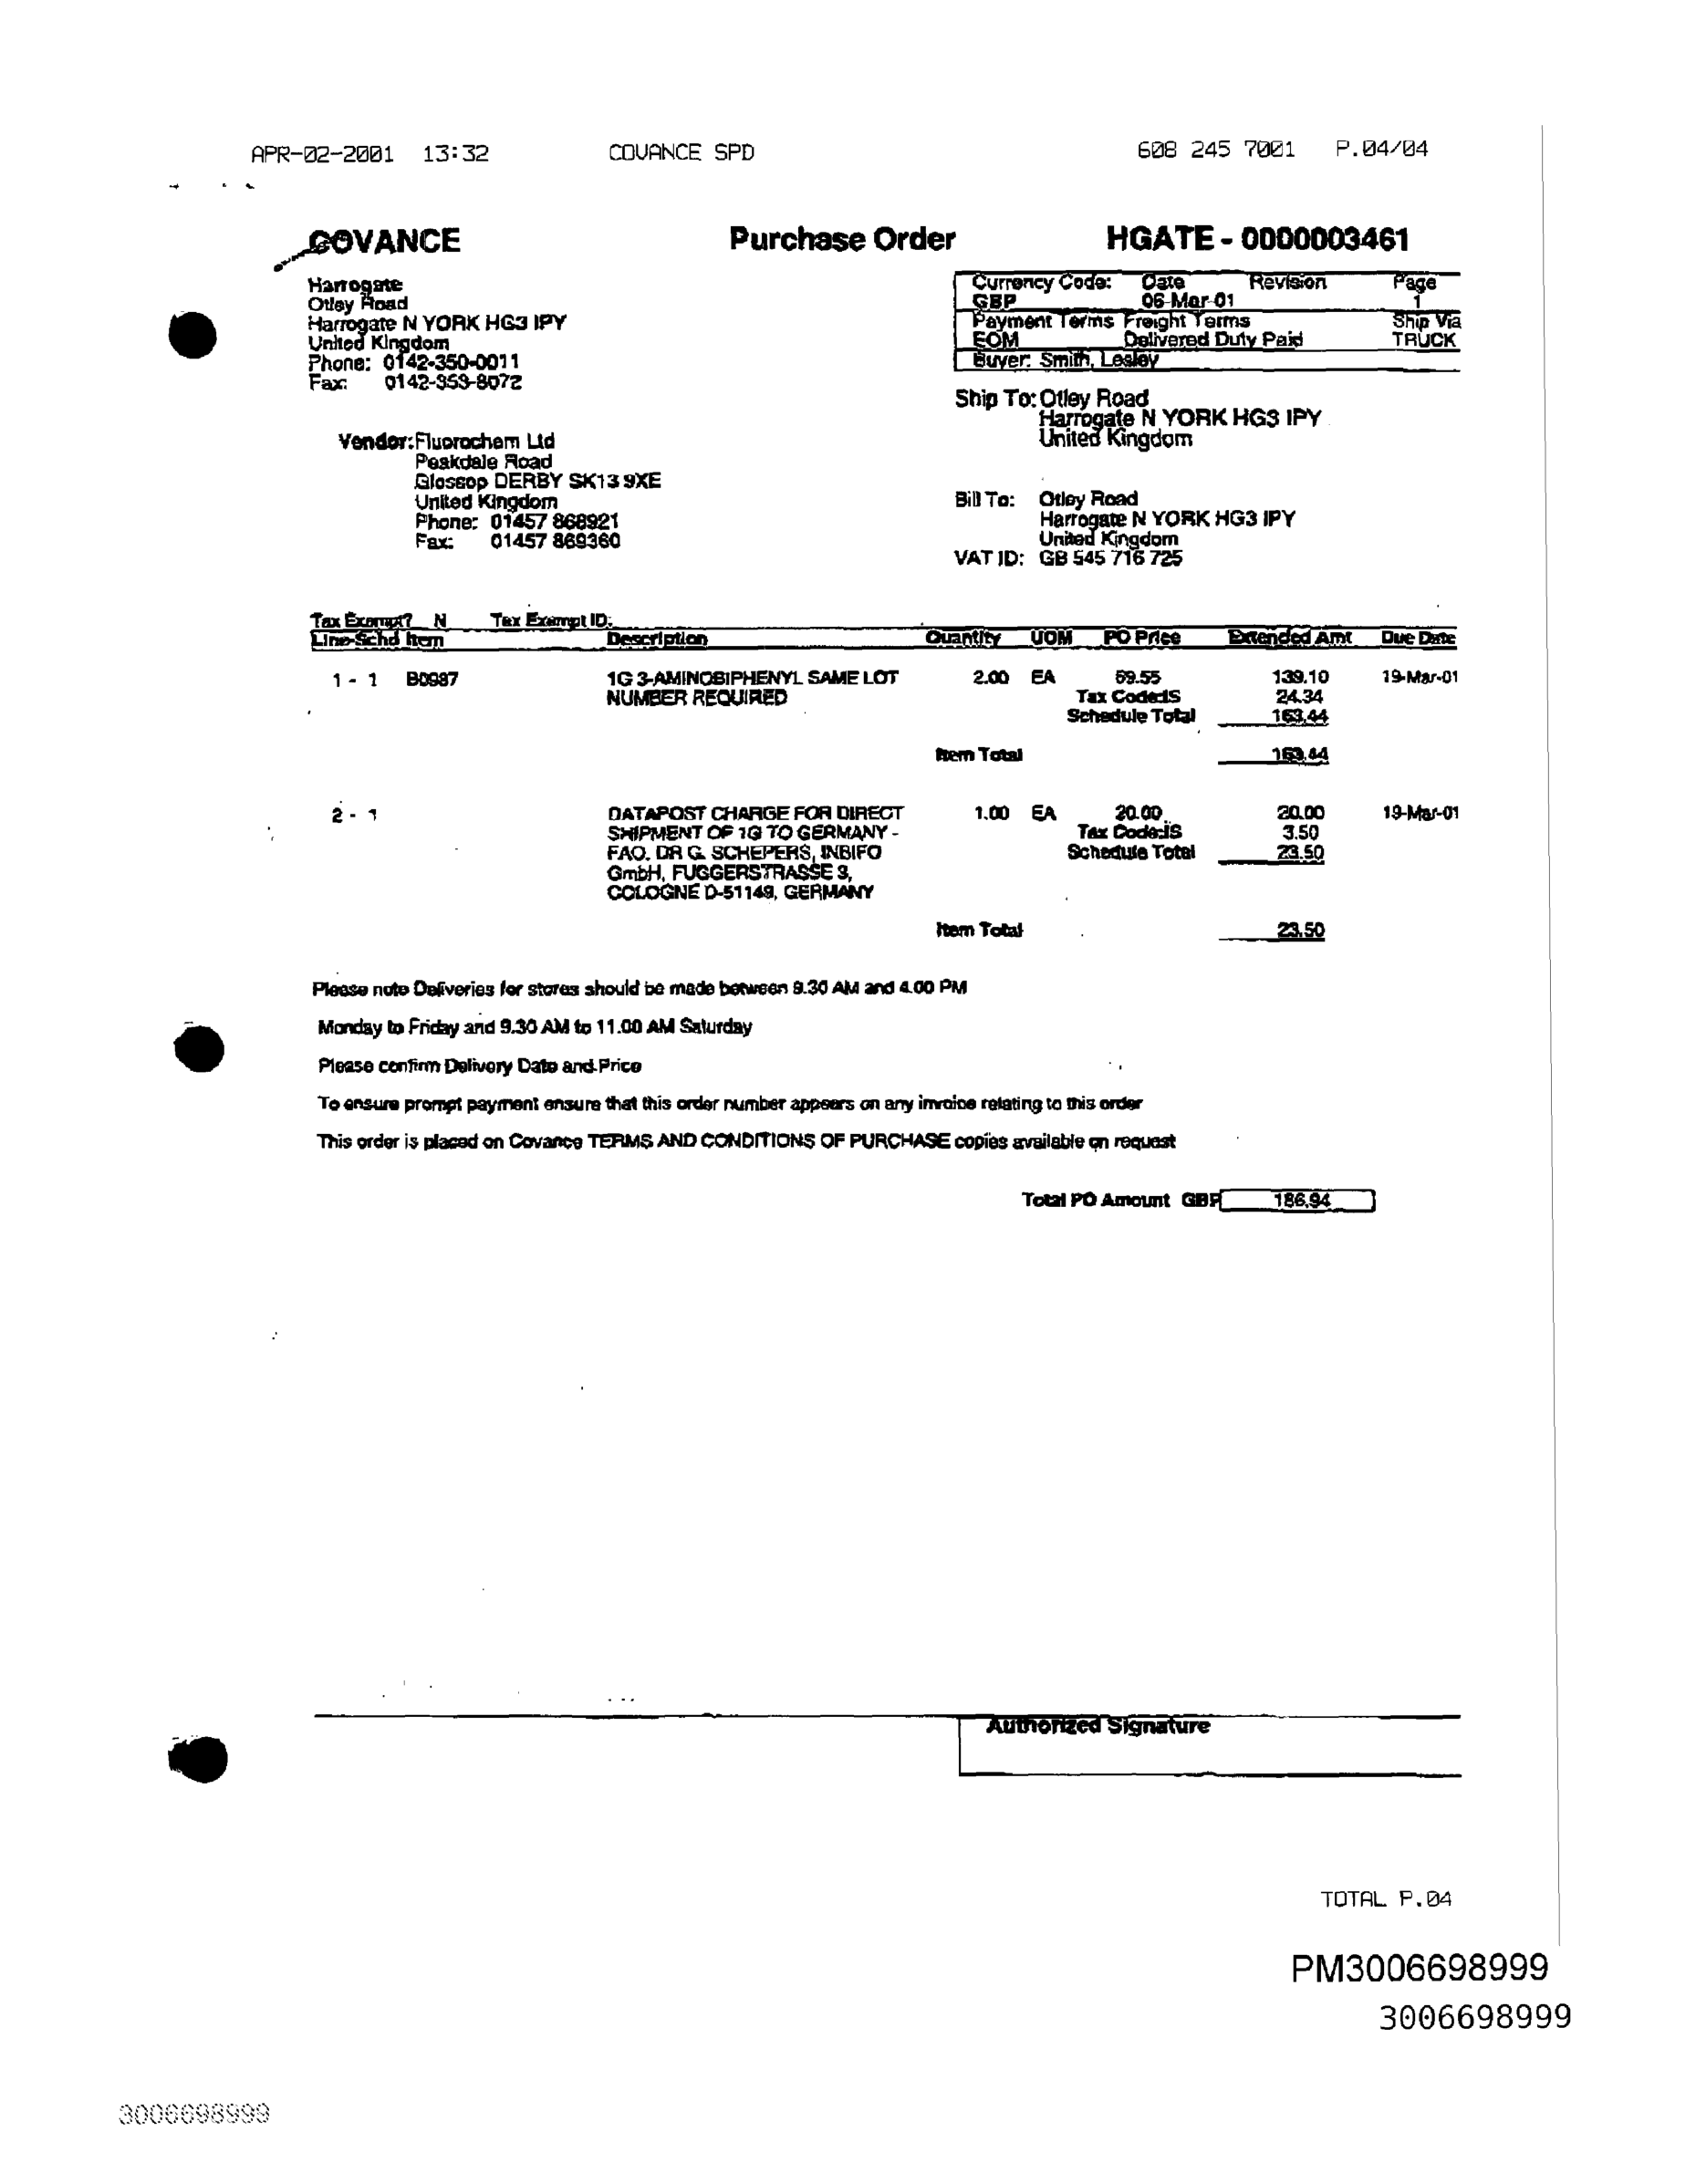 APR-02-2001 13:32 COVANCE SPD 608 245 7001 P.04/04
COVANCE Purchase Order HGATE - 0000003461
Harrogate
Otley Road
Harrogate N YORK HG3 IPY
United Kingdom
Phone: 0142-350-0011
Fax: 0142-353-8072
Currency Code: Date Revision Page
GBP 06-Mar-01 1
Payment Terms Freight Terms Ship Via
EOM Delivered Duty Paid TRUCK
Buyer: Smith, Lesley
Ship To: Otley Road
Harrogate N YORK HG3 IPY
United Kingdom
Vendor: Fluorochem Ltd
Peakdale Road
Glossop DERBY SK13 9XE
United Kingdom
Phone: 01457 868921
Fax: 01457 869360
Bill To: Otley Road
Harrogate N YORK HG3 IPY
United Kingdom
VAT ID: GB 545 716 725
Tax Exempt? N Tax Exempt ID:
Line-Schd Item Description Quantity UOM PO Price Extended Amt Due Date
1 - 1 B0987 1G 3-AMINOBIPHENYL SAME LOT 2.00 EA 69.55 139.10 19-Mar-01
NUMBER REQUIRED Tax Code:IS 24.34
Schedule Total 163.44
Item Total 163.44
2 - 1 DATAPOST CHARGE FOR DIRECT 1.00 EA 20.00 20.00 19-Mar-01
SHIPMENT OF 1G TO GERMANY - Tax Code:IS 3.50
FAO. DR G. SCHEPERS, INBIFO Schedule Total 23.50
GmbH, FUGGERSTRASSE 3,
COLOGNE D-51149, GERMANY
Item Total 23.50
Please note Deliveries for stores should be made between 9.30 AM and 4.00 PM
Monday to Friday and 9.30 AM to 11.00 AM Saturday
Please confirm Delivery Date and Price
To ensure prompt payment ensure that this order number appears on any invoice relating to this order
This order is placed on Covance TERMS AND CONDITIONS OF PURCHASE copies available on request
Total PO Amount GBP 186.94
Authorized Signature
TOTAL P.04
PM3006698999
3006698999
3006698999